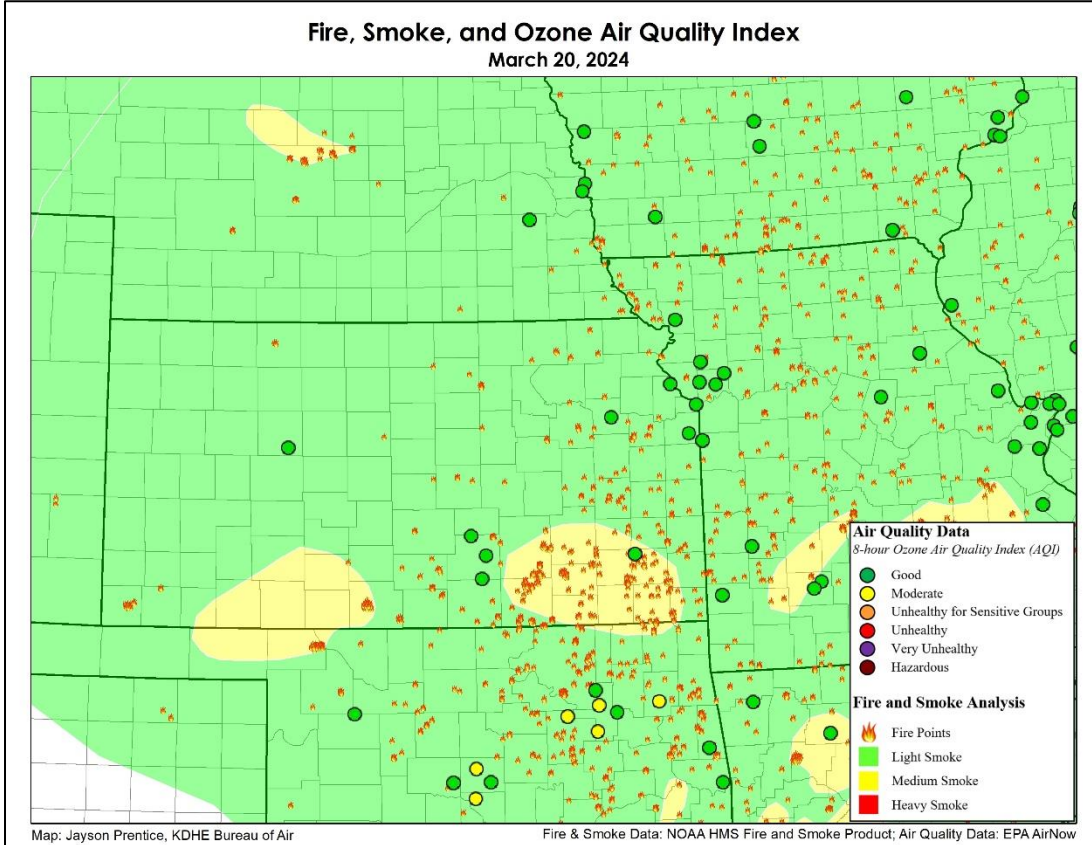 Fire, Smoke, and Ozone Air Quality Index
March 20, 2024
Air Quality Data
8-hour Ozone Air Quality Index (AQI)
Good
Moderate
Unhealthy for Sensitive Groups
Unhealthy
Very Unhealthy
Hazardous
Fire and Smoke Analysis
Fire Points
Light Smoke
Medium Smoke
Heavy Smoke
Map: Jayson Prentice, KDHE Bureau of Air
Fire & Smoke Data: NOAA HMS Fire and Smoke Product; Air Quality Data: EPA AirNow